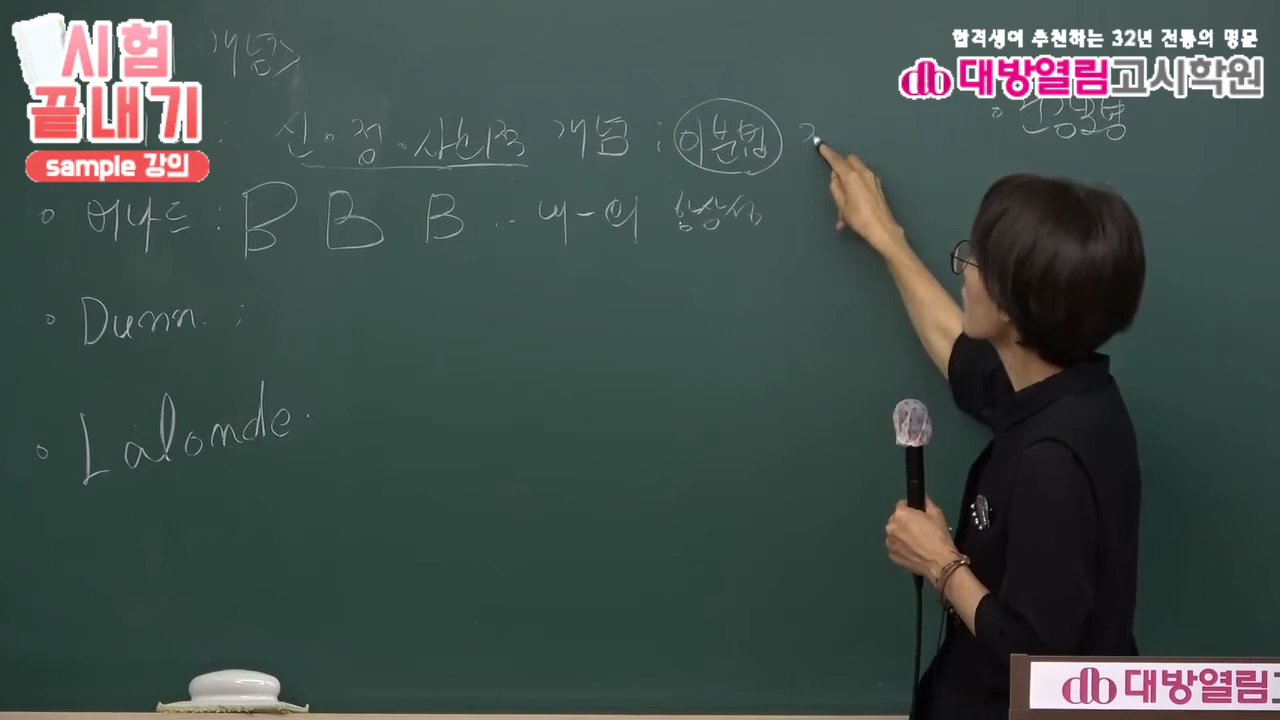 시험
끝내기
sample 강의
합격생이 추천하는 32년 전통의 명문
대방열림고시학원
개념>
신·정·사회적 개념 : 이분법
◦ 버나드 : B B B 내-외 항상성
◦ Dunn :
◦ Lalonde.
대방열림고